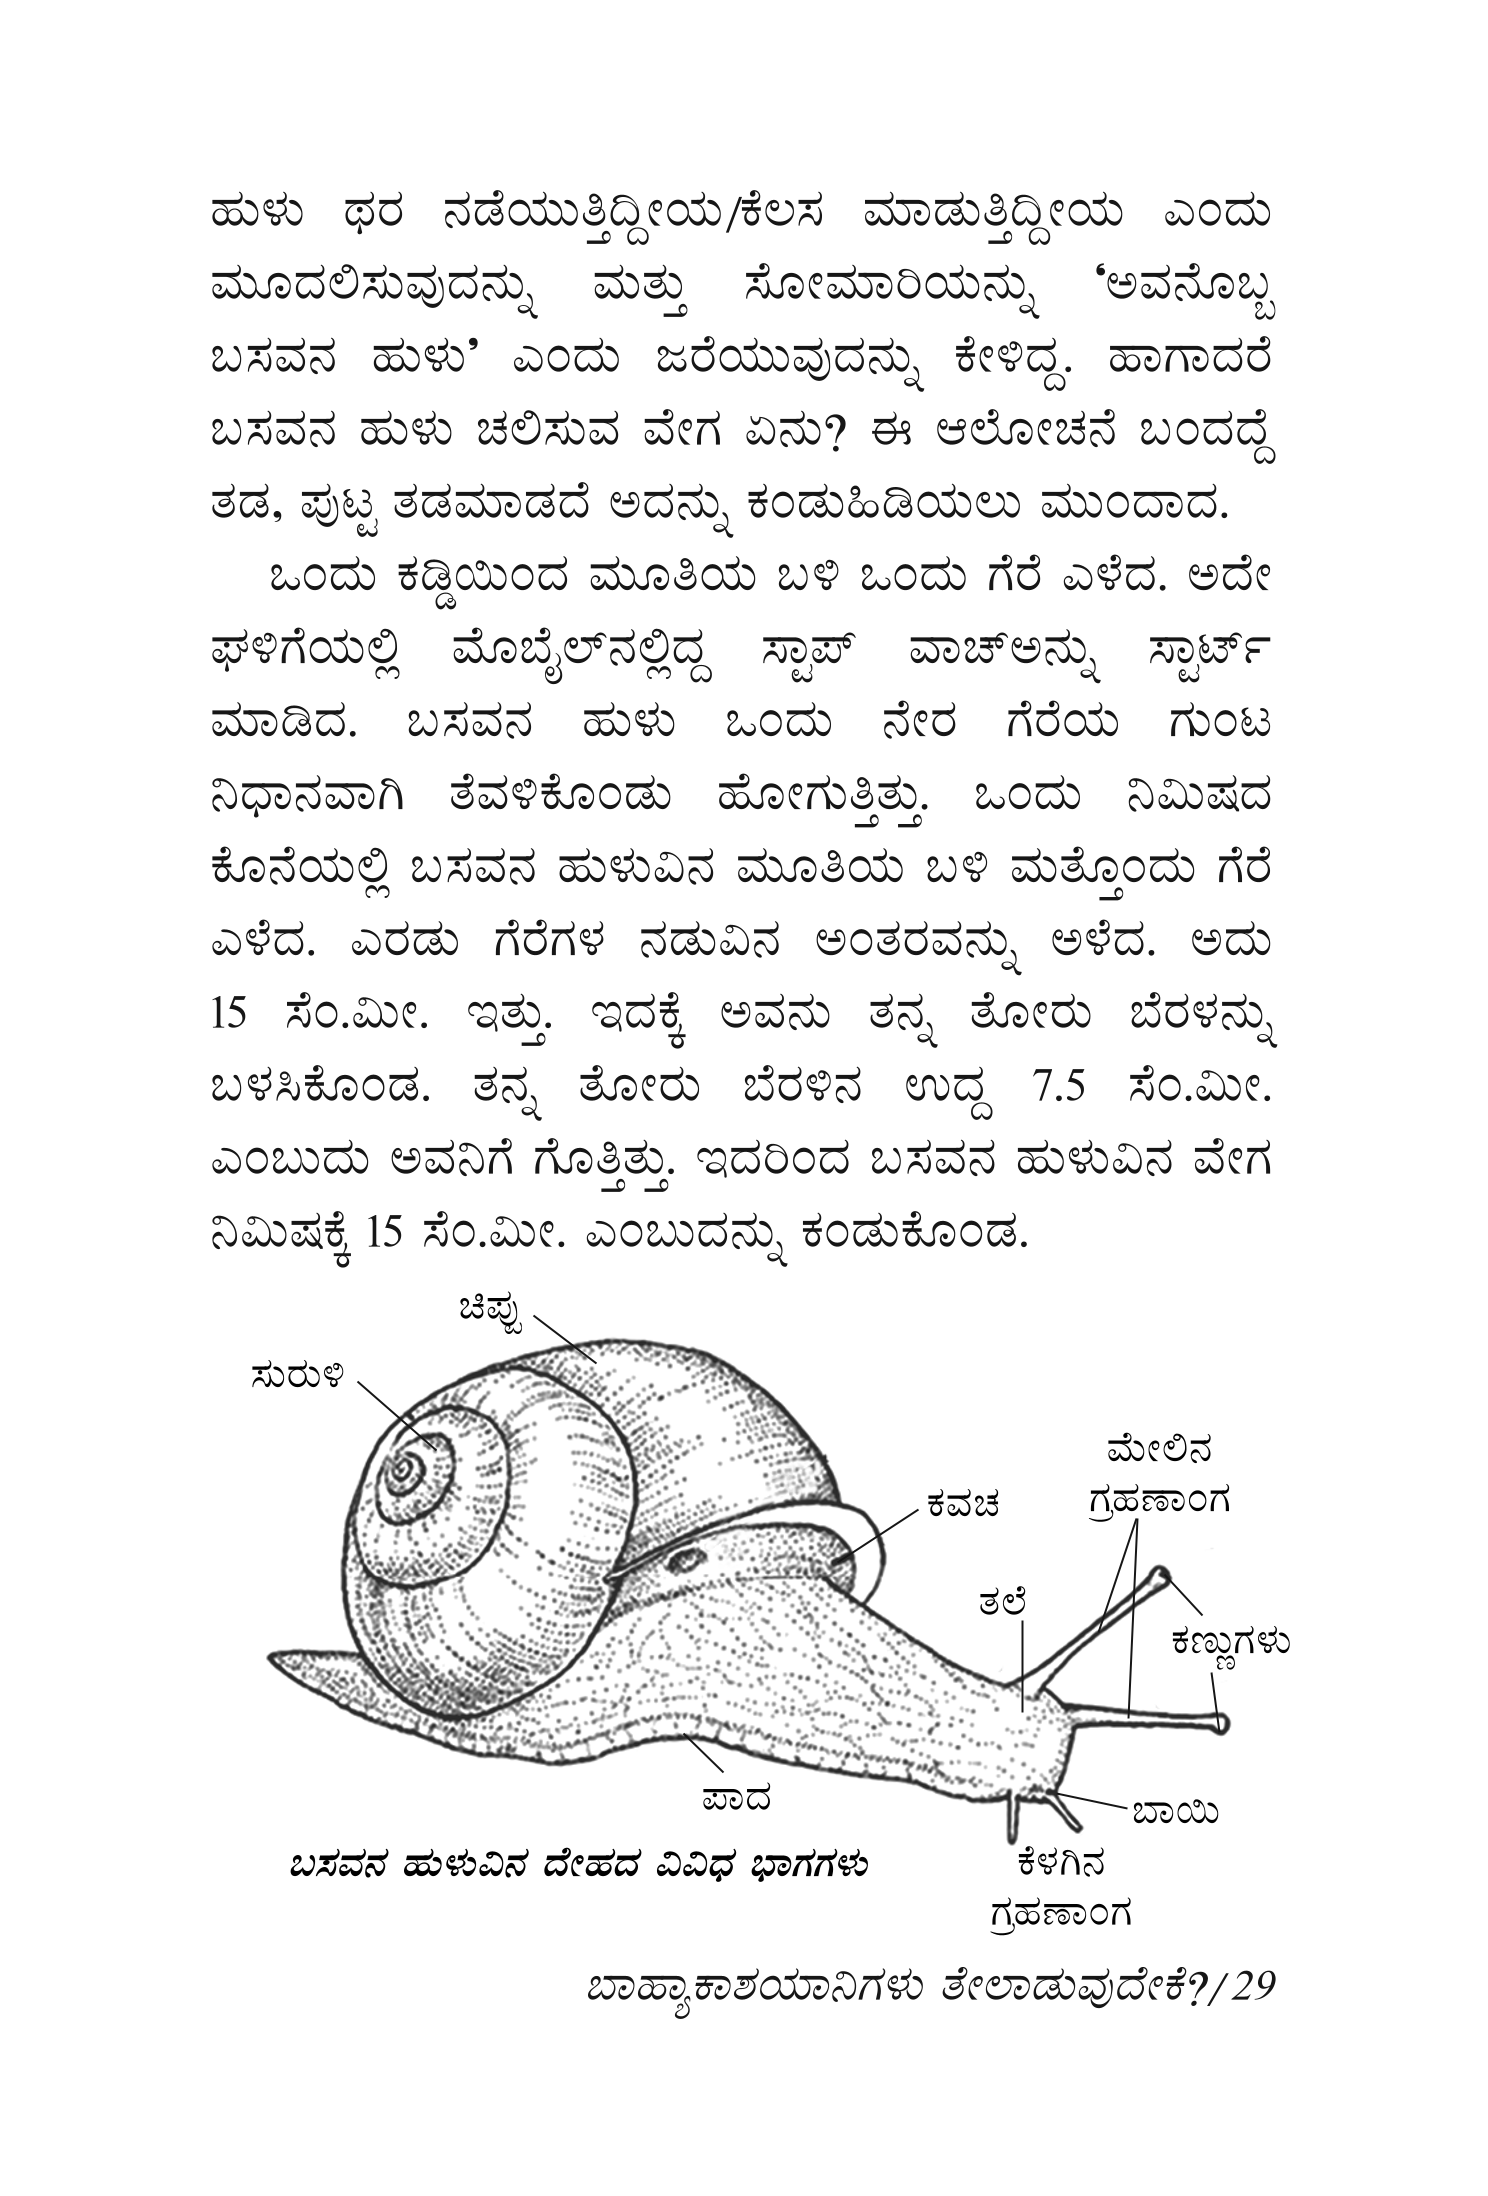 ಹುಳು ಥರ ನಡೆಯುತ್ತಿದ್ದೀಯ/ಕೆಲಸ ಮಾಡುತ್ತಿದ್ದೀಯ ಎಂದು
ಮೂದಲಿಸುವುದನ್ನು ಮತ್ತು ಸೋಮಾರಿಯನ್ನು ‘ಅವನೊಬ್ಬ
ಬಸವನ ಹುಳು’ ಎಂದು ಜರೆಯುವುದನ್ನು ಕೇಳಿದ್ದ. ಹಾಗಾದರೆ
ಬಸವನ ಹುಳು ಚಲಿಸುವ ವೇಗ ಏನು? ಈ ಆಲೋಚನೆ ಬಂದದ್ದೆ
ತಡ, ಪುಟ್ಟ ತಡಮಾಡದೆ ಅದನ್ನು ಕಂಡುಹಿಡಿಯಲು ಮುಂದಾದ.
ಒಂದು ಕಡ್ಡಿಯಿಂದ ಮೂತಿಯ ಬಳಿ ಒಂದು ಗೆರೆ ಎಳೆದ. ಅದೇ
ಘಳಿಗೆಯಲ್ಲಿ ಮೊಬೈಲ್‌ನಲ್ಲಿದ್ದ ಸ್ಟಾಪ್ ವಾಚ್‌ಅನ್ನು ಸ್ಟಾರ್ಟ್
ಮಾಡಿದ. ಬಸವನ ಹುಳು ಒಂದು ನೇರ ಗೆರೆಯ ಗುಂಟ
ನಿಧಾನವಾಗಿ ತೆವಳಿಕೊಂಡು ಹೋಗುತ್ತಿತ್ತು. ಒಂದು ನಿಮಿಷದ
ಕೊನೆಯಲ್ಲಿ ಬಸವನ ಹುಳುವಿನ ಮೂತಿಯ ಬಳಿ ಮತ್ತೊಂದು ಗೆರೆ
ಎಳೆದ. ಎರಡು ಗೆರೆಗಳ ನಡುವಿನ ಅಂತರವನ್ನು ಅಳೆದ. ಅದು
15 ಸೆಂ.ಮೀ. ಇತ್ತು. ಇದಕ್ಕೆ ಅವನು ತನ್ನ ತೋರು ಬೆರಳನ್ನು
ಬಳಸಿಕೊಂಡ. ತನ್ನ ತೋರು ಬೆರಳಿನ ಉದ್ದ 7.5 ಸೆಂ.ಮೀ.
ಎಂಬುದು ಅವನಿಗೆ ಗೊತ್ತಿತ್ತು. ಇದರಿಂದ ಬಸವನ ಹುಳುವಿನ ವೇಗ
ನಿಮಿಷಕ್ಕೆ 15 ಸೆಂ.ಮೀ. ಎಂಬುದನ್ನು ಕಂಡುಕೊಂಡ.
ಚಿಪ್ಪು
ಸುರುಳಿ
ಮೇಲಿನ
ಗ್ರಹಣಾಂಗ
ಕವಚ
ತಲೆ
ಕಣ್ಣುಗಳು
ಪಾದ
ಬಾಯಿ
ಕೆಳಗಿನ
ಗ್ರಹಣಾಂಗ
ಬಸವನ ಹುಳುವಿನ ದೇಹದ ವಿವಿಧ ಭಾಗಗಳು
ಬಾಹ್ಯಾಕಾಶಯಾನಿಗಳು ತೇಲಾಡುವುದೇಕೆ?/29